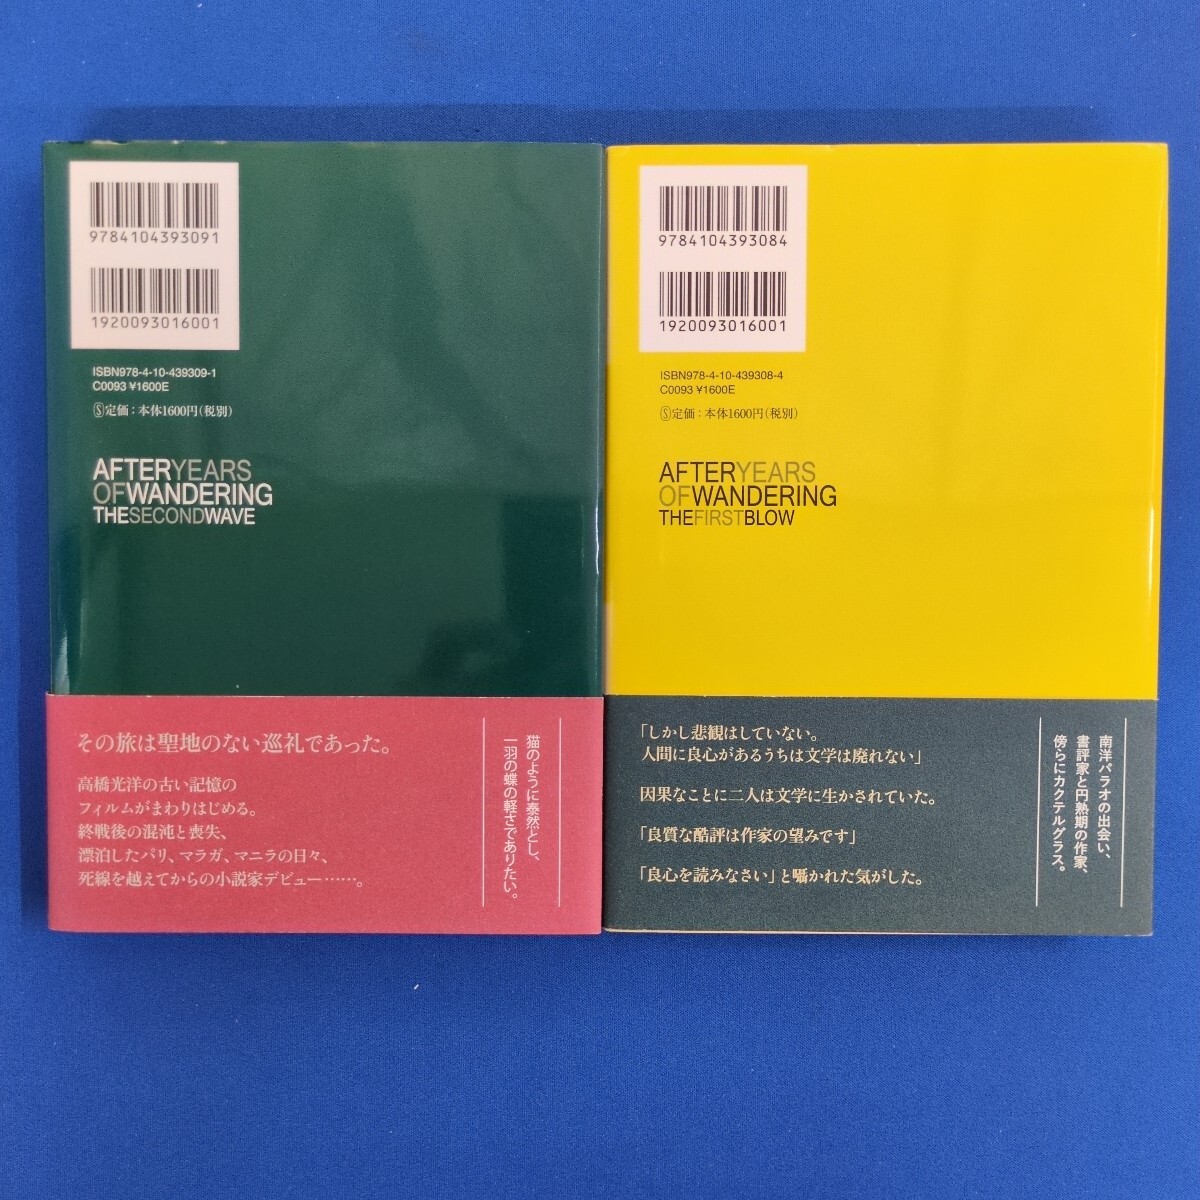 9784104393091
1920093016001
ISBN978-4-10-439309-1
C0093 ¥1600E
Ⓢ定価：本体1600円（税別）
AFTERYEARS
OFWANDERING
THESECONDWAVE
その旅は聖地のない巡礼であった。
高橋光洋の古い記憶の
フィルムがまわりはじめる。
終戦後の混沌と喪失、
漂泊したパリ、マラガ、マニラの日々、
死線を越えてからの小説家デビュー……。
猫のように泰然とし、
一羽の蝶の軽さでありたい。
9784104393084
1920093016001
ISBN978-4-10-439308-4
C0093 ¥1600E
Ⓢ定価：本体1600円（税別）
AFTERYEARS
OFWANDERING
THEFIRSTBLOW
「しかし悲観はしていない。
人間に良心があるうちは文学は廃れない」
因果なことに二人は文学に生かされていた。
「良質な酷評は作家の望みです」
「良心を読みなさい」と囁かれた気がした。
南洋パラオの出会い、
書評家と円熟期の作家、
傍らにカクテルグラス。